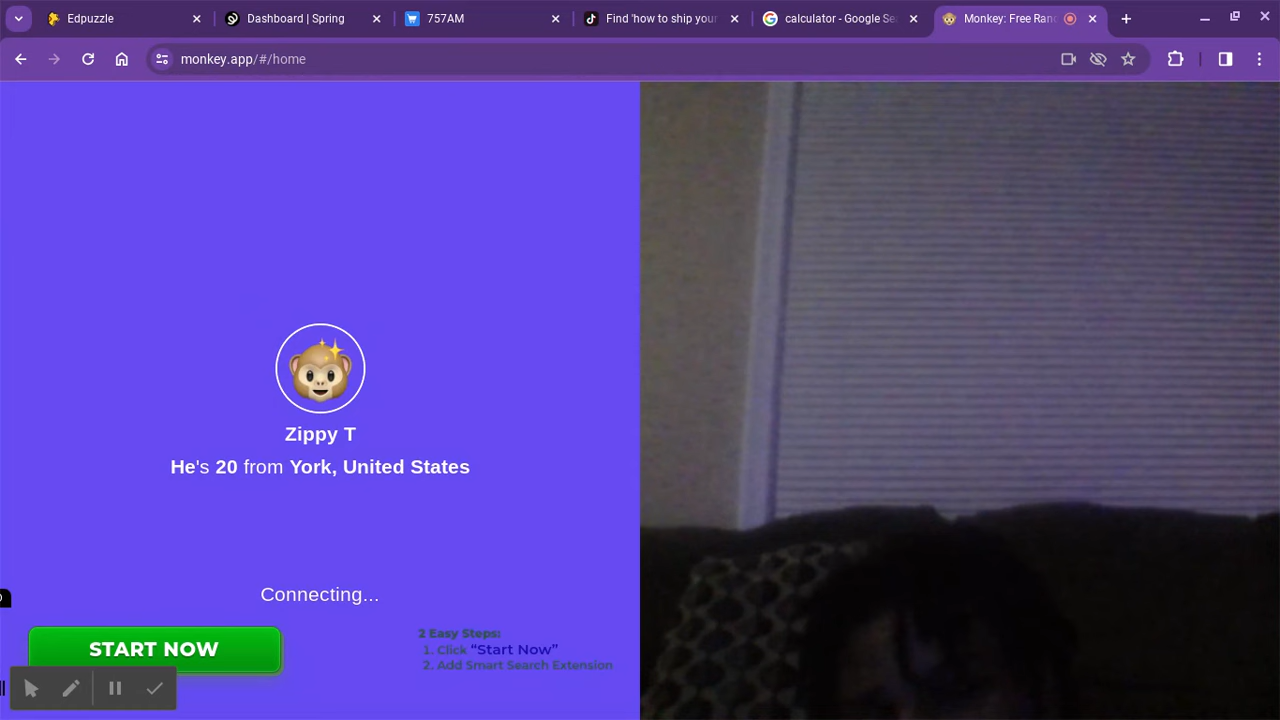 Edpuzzle
Dashboard | Spring
757AM
Find 'how to ship your
calculator - Google Se
Monkey: Free Ran
monkey.app/#/home
Zippy T
He's 20 from York, United States
Connecting...
START NOW
2 Easy Steps:
1. Click "Start Now"
2. Add Smart Search Extension